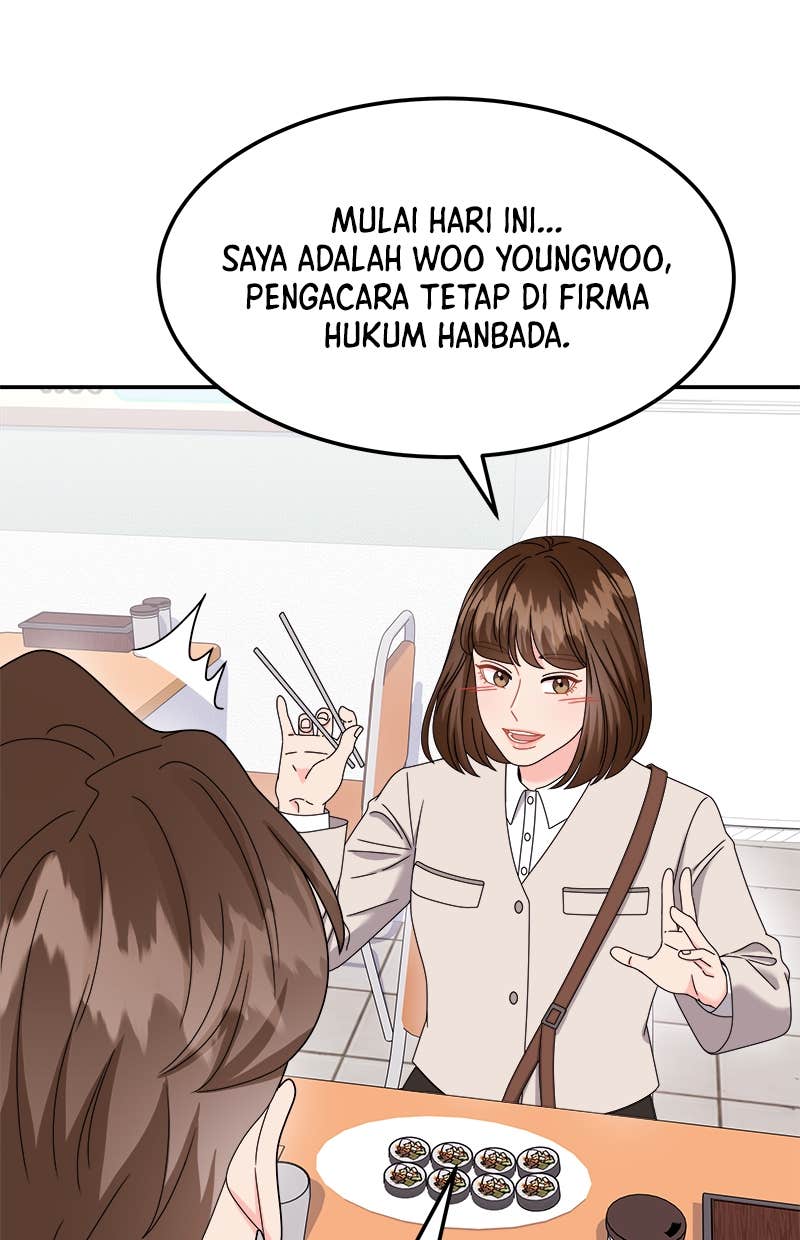 MULAI HARI INI...
SAYA ADALAH WOO YOUNGWOO,
PENGACARA TETAP DI FIRMA
HUKUM HANBADA.